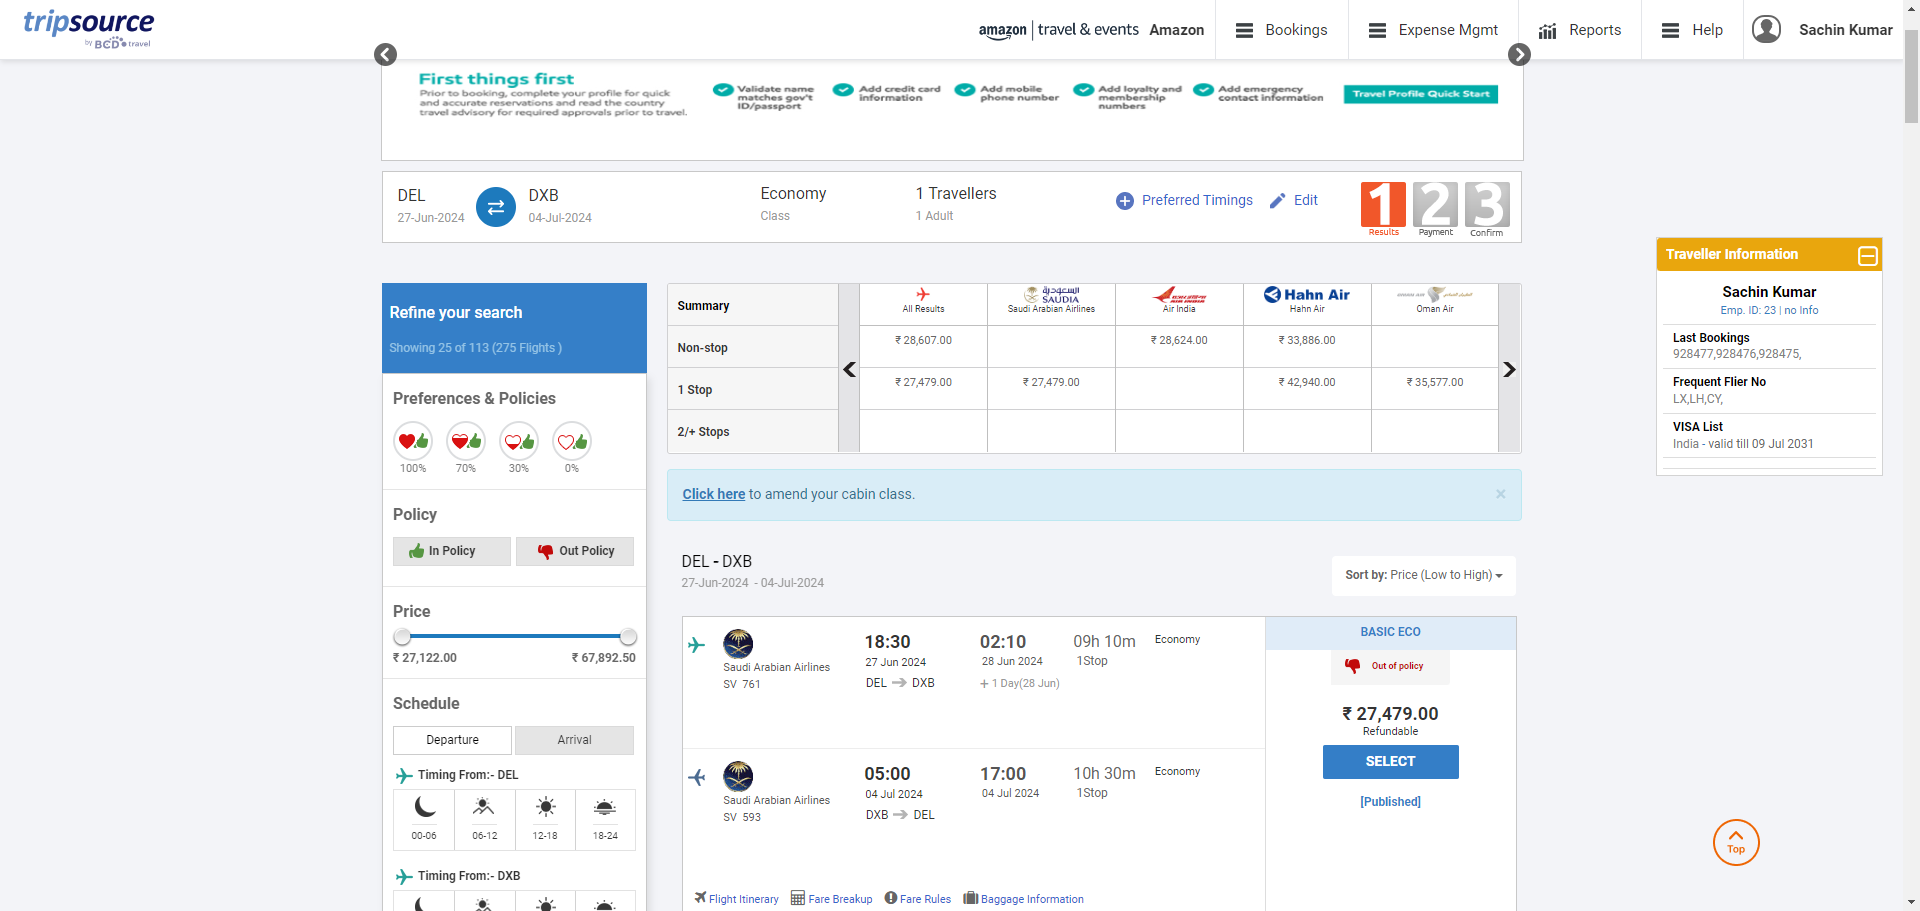 tripsource
by BCD travel
amazon travel & events Amazon
Bookings
Expense Mgmt
Reports
Help
Sachin Kumar
First things first
Prior to booking, complete your profile for quick
and accurate reservations and read the country
travel advisory for required approvals prior to travel.
Validate name
matches gov't
ID/passport
Add credit card
information
Add mobile
phone number
Add loyalty and
membership
numbers
Add emergency
contact information
Travel Profile Quick Start
DEL
27-Jun-2024
DXB
04-Jul-2024
Economy
Class
1 Travellers
1 Adult
Preferred Timings
Edit
1 2 3
Results Payment Confirm
Traveller Information
Sachin Kumar
Emp. ID: 23 | no Info
Last Bookings
928477,928476,928475,
Frequent Flier No
LX,LH,CY,
VISA List
India - valid till 09 Jul 2031
Refine your search
Showing 25 of 113 (275 Flights )
Preferences & Policies
100% 70% 30% 0%
Policy
In Policy Out Policy
Price
₹ 27,122.00 ₹ 67,892.50
Schedule
Departure Arrival
Timing From:- DEL
00-06 06-12 12-18 18-24
Timing From:- DXB
Summary
All Results
السعودية
SAUDIA
Saudi Arabian Airlines
AIR INDIA
Air India
Hahn Air
Hahn Air
OMAN AIR
Oman Air
Non-stop ₹ 28,607.00 ₹ 28,624.00 ₹ 33,886.00
1 Stop ₹ 27,479.00 ₹ 27,479.00 ₹ 42,940.00 ₹ 35,577.00
2/+ Stops
Click here to amend your cabin class.
×
DEL - DXB
27-Jun-2024 - 04-Jul-2024
Sort by: Price (Low to High)
Saudi Arabian Airlines
SV 761
18:30
27 Jun 2024
DEL DXB
02:10
28 Jun 2024
+ 1 Day(28 Jun)
09h 10m
1Stop
Economy
Saudi Arabian Airlines
SV 593
05:00
04 Jul 2024
DXB DEL
17:00
04 Jul 2024
10h 30m
1Stop
Economy
BASIC ECO
Out of policy
₹ 27,479.00
Refundable
SELECT
[Published]
Flight Itinerary Fare Breakup Fare Rules Baggage Information
Top